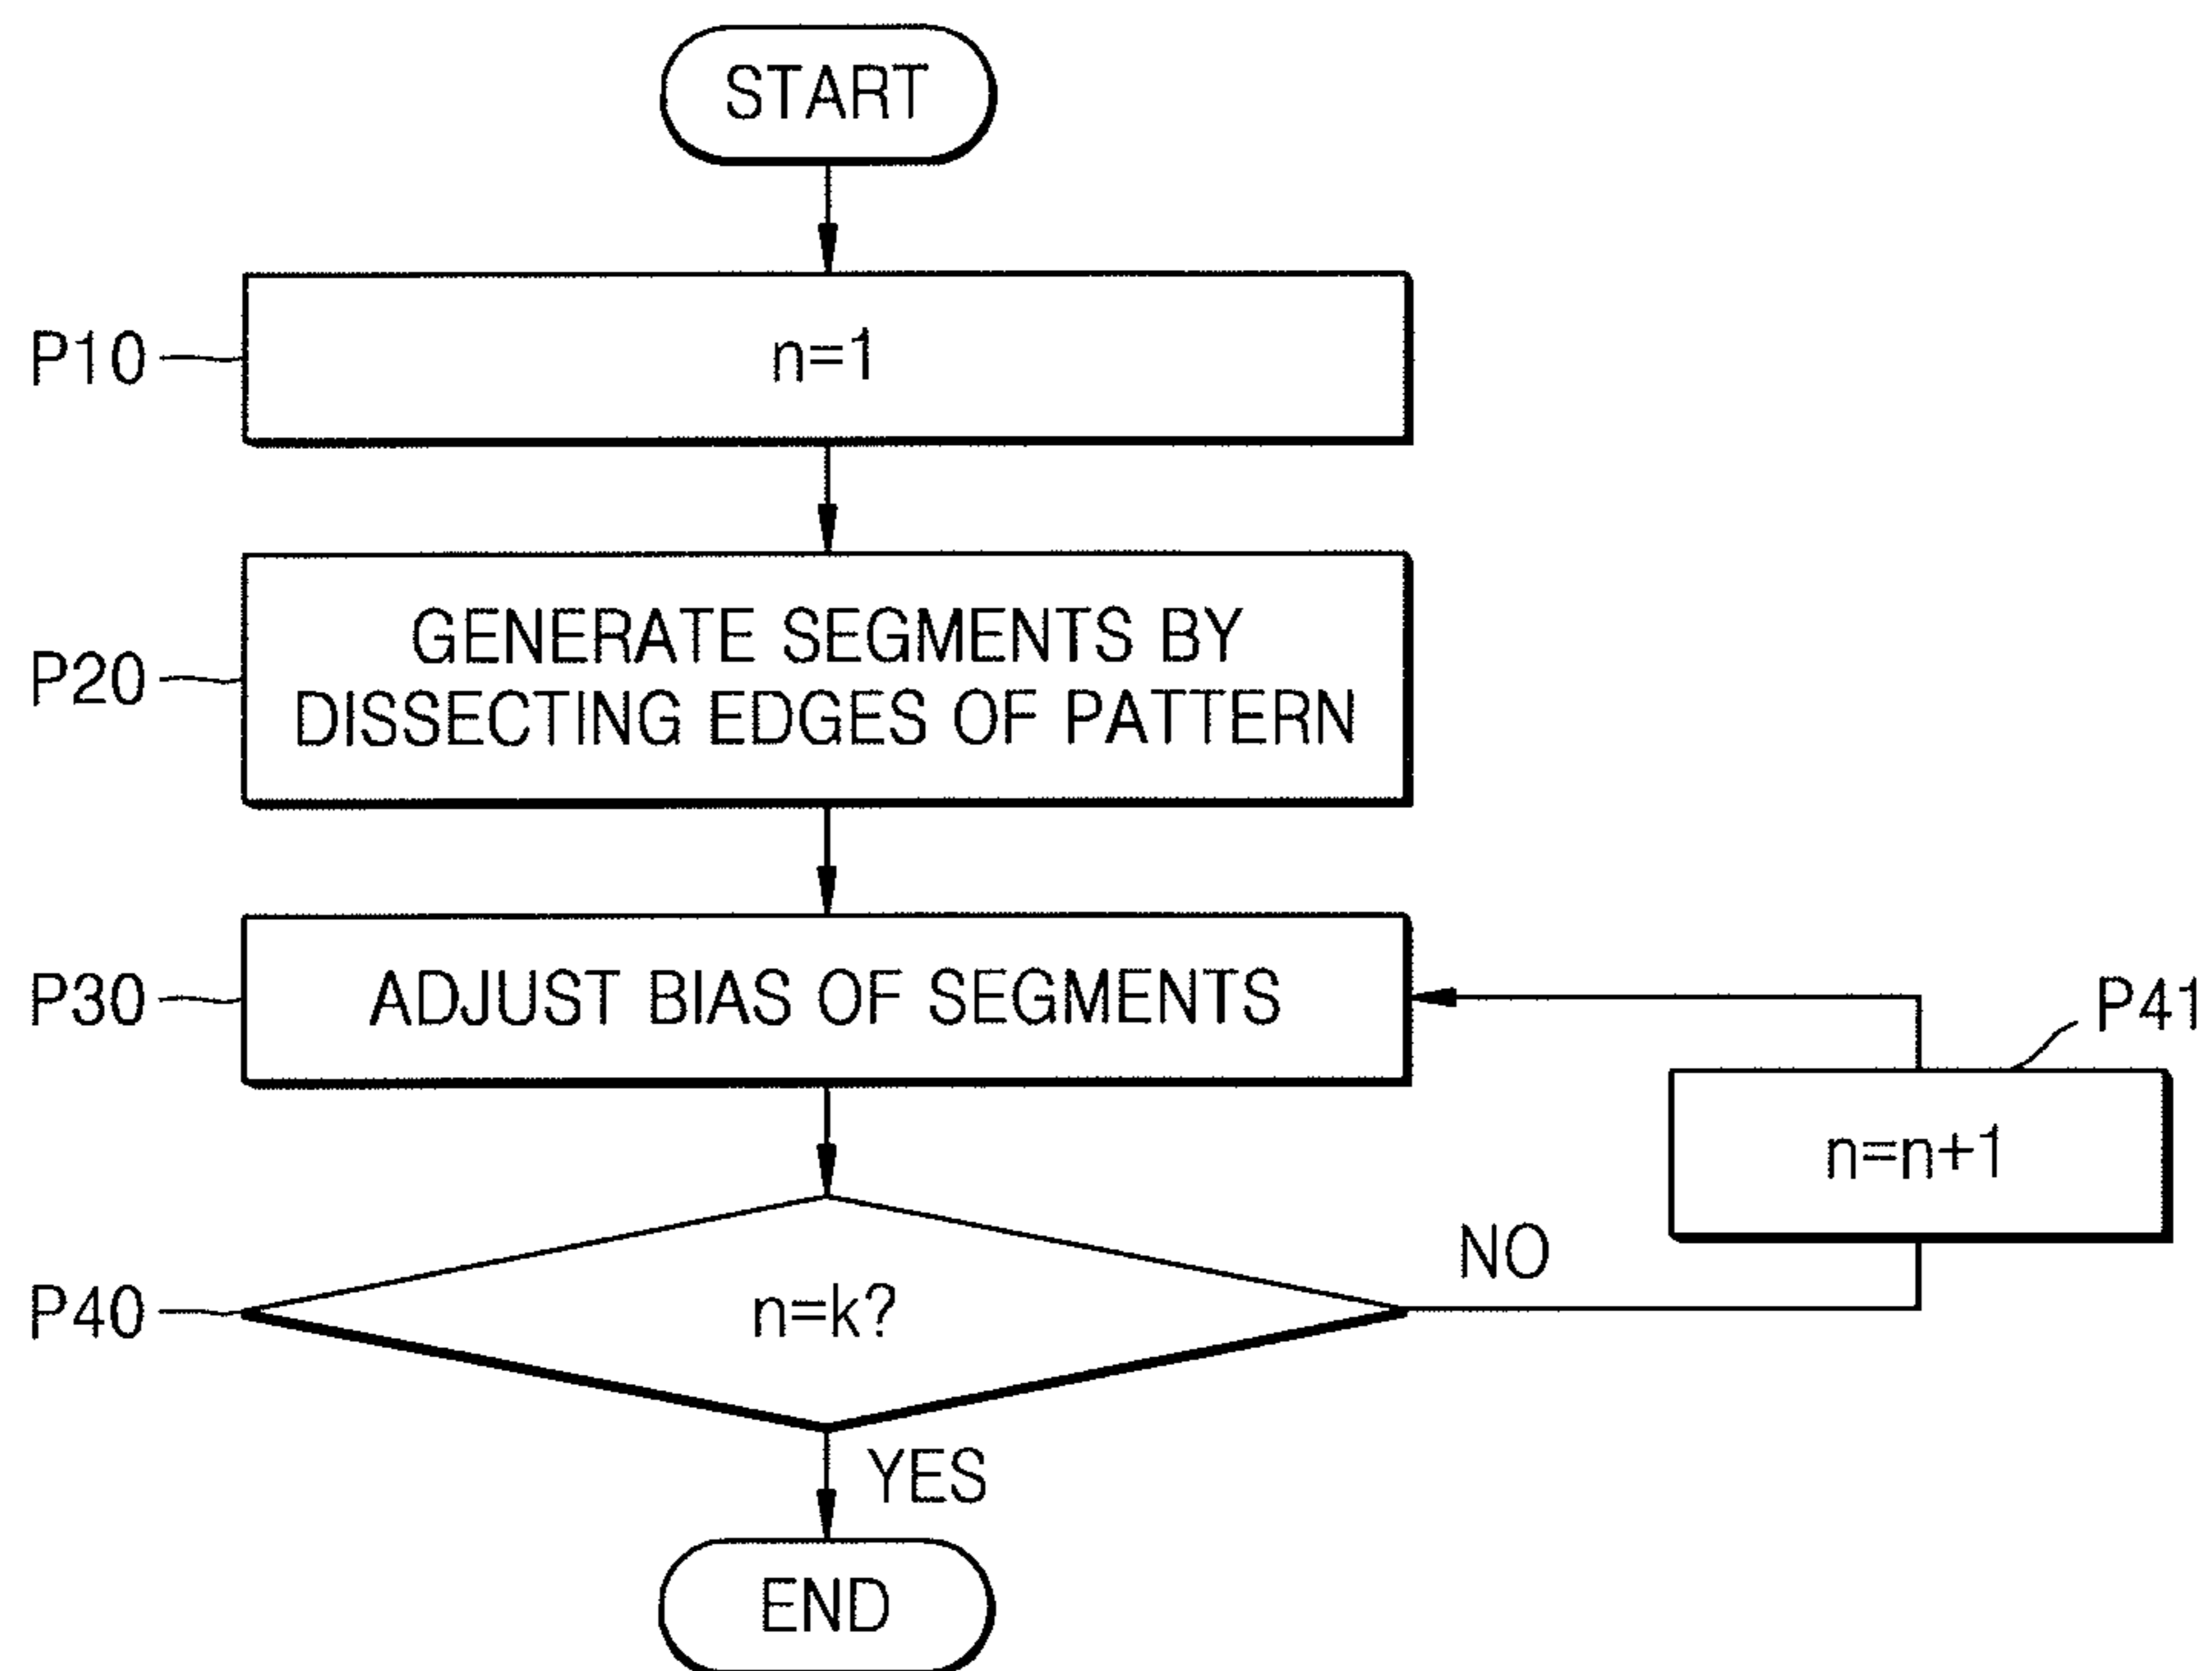 START
P10
n=1
P20
GENERATE SEGMENTS BY
DISSECTING EDGES OF PATTERN
P30
ADJUST BIAS OF SEGMENTS
P41
n=n+1
NO
P40
n=k?
YES
END